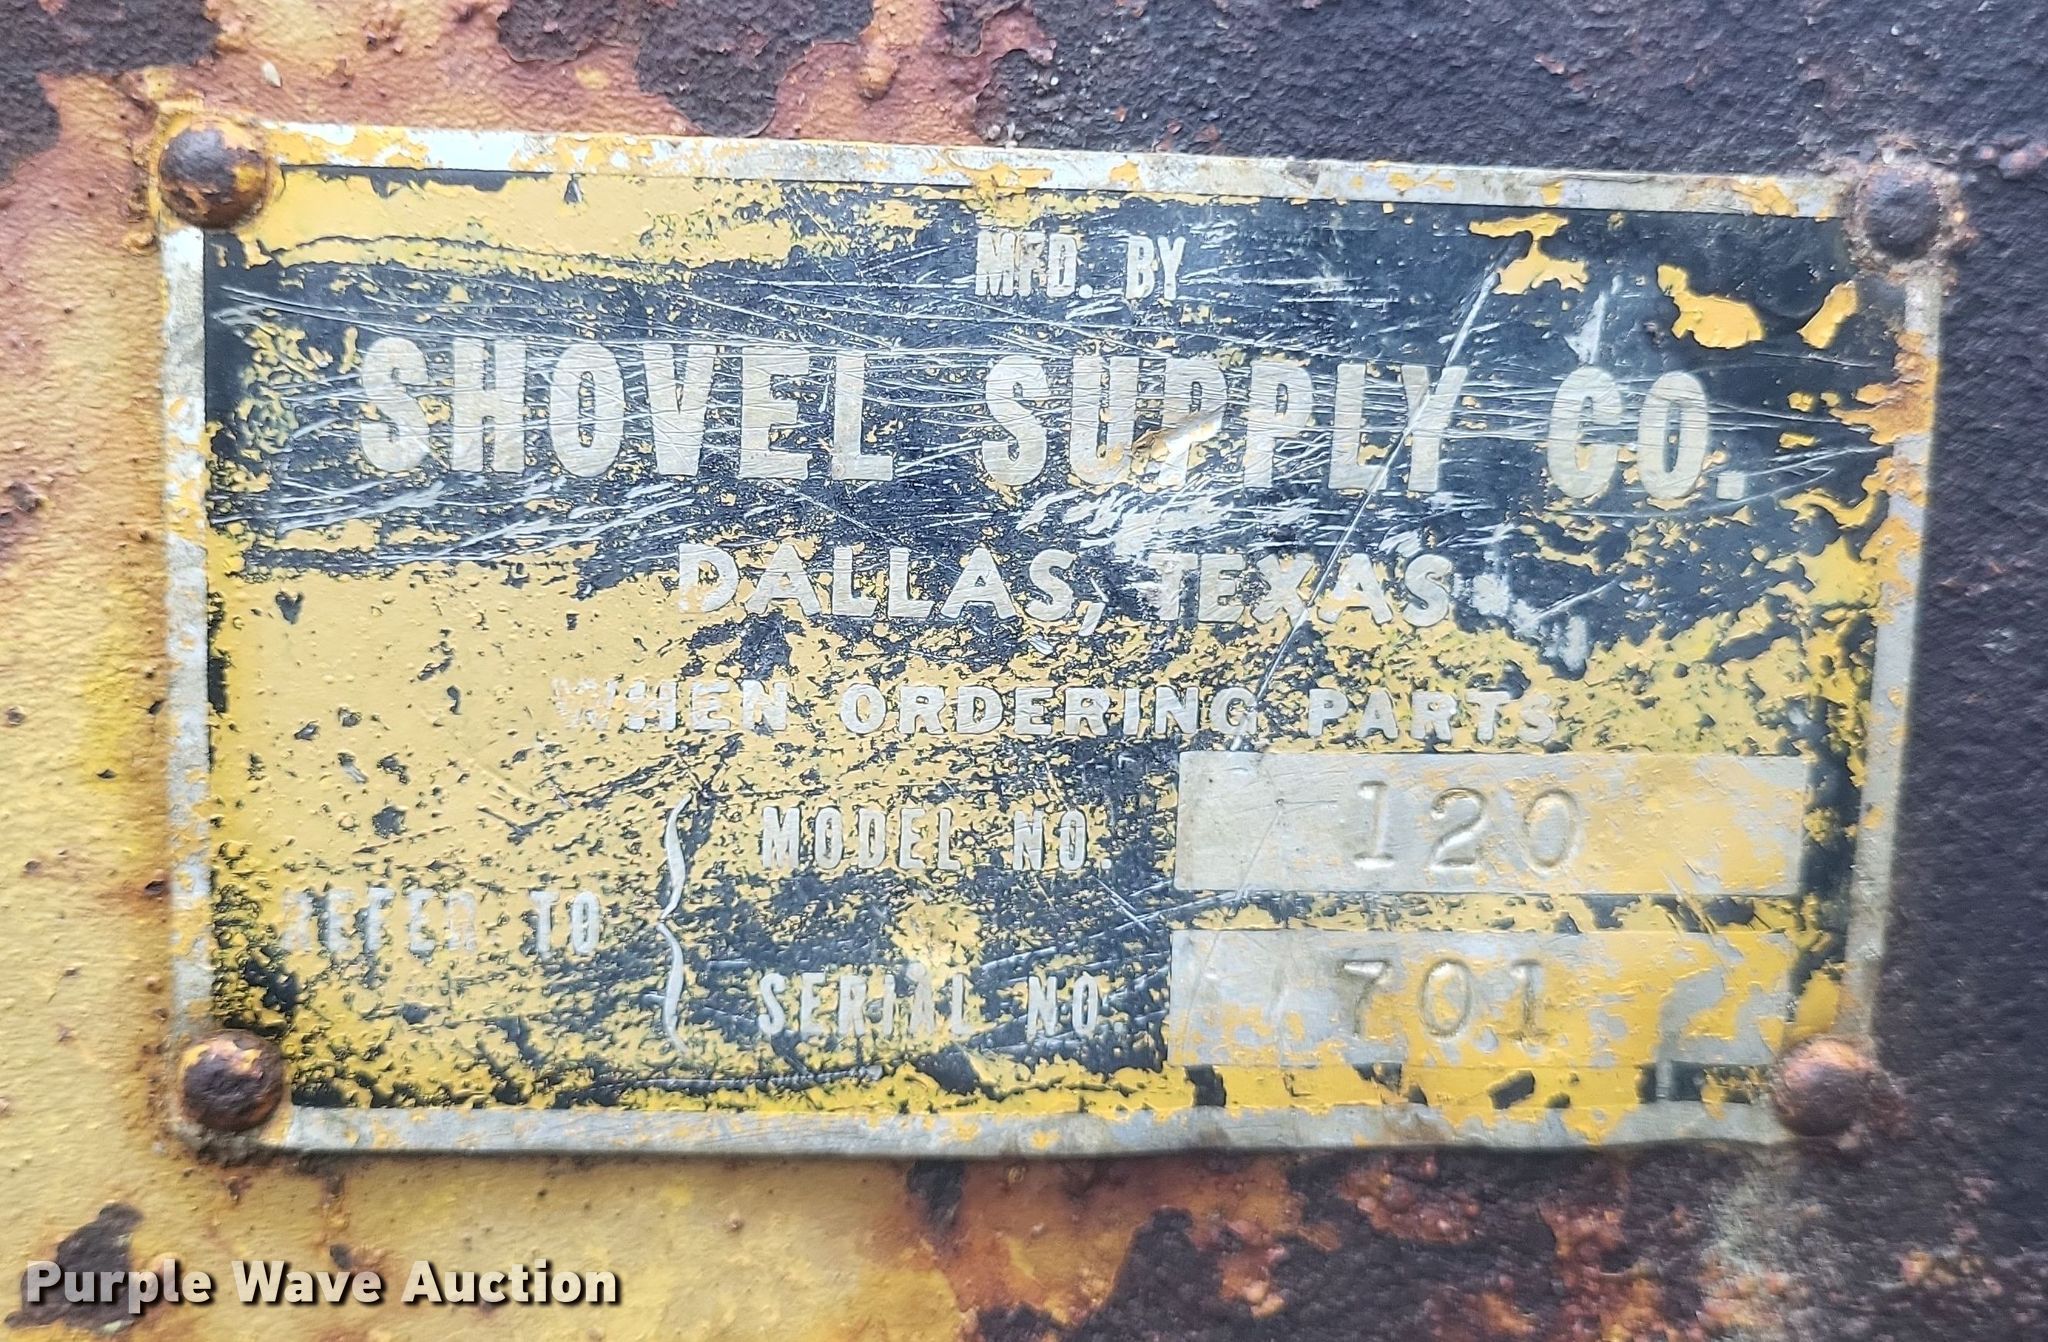 MFD. BY
SHOVEL SUPPLY CO.
DALLAS, TEXAS
WHEN ORDERING PARTS
REFER TO
MODEL NO. 120
SERIAL NO. 701
Purple Wave Auction